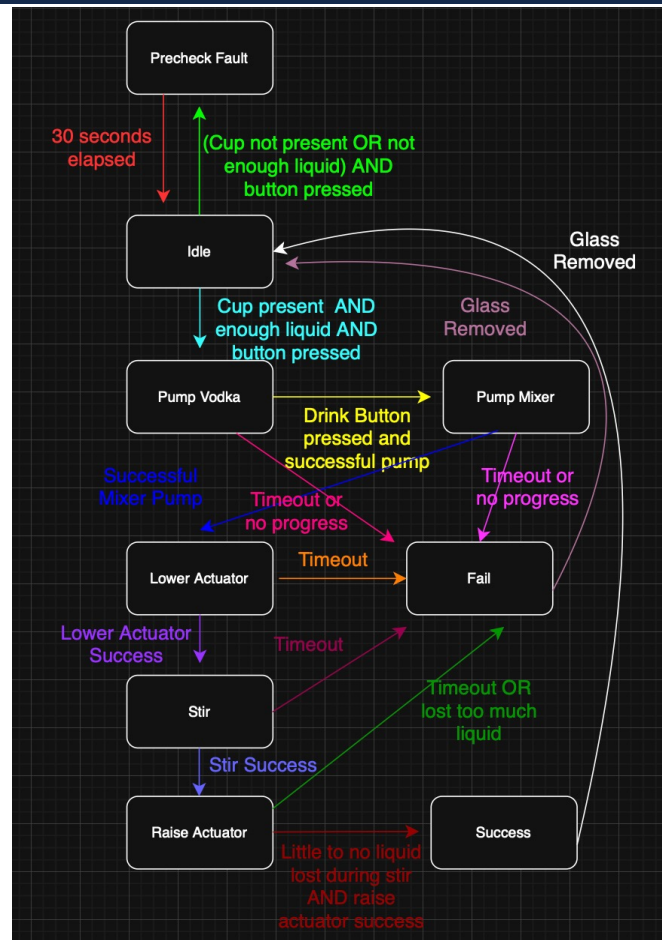 Precheck Fault
30 seconds
elapsed
(Cup not present OR not
enough liquid) AND
button pressed
Idle
Glass
Removed
Cup present AND
enough liquid AND
button pressed
Glass
Removed
Pump Vodka
Pump Mixer
Drink Button
pressed and
successful pump
Successful
Mixer Pump
Timeout or
no progress
Timeout or
no progress
Lower Actuator
Timeout
Fail
Lower Actuator
Success
Timeout
Stir
Timeout OR
lost too much
liquid
Stir Success
Raise Actuator
Success
Little to no liquid
lost during stir
AND raise
actuator success